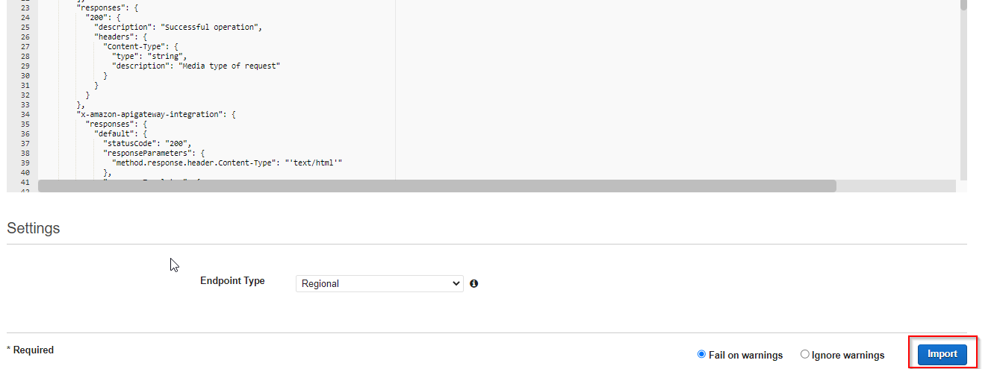 23 "responses": {
24 "200": {
25 "description": "Successful operation",
26 "headers": {
27 "Content-Type": {
28 "type": "string",
29 "description": "Media type of request"
30 }
31 }
32 }
33 },
34 "x-amazon-apigateway-integration": {
35 "responses": {
36 "default": {
37 "statusCode": "200",
38 "responseParameters": {
39 "method.response.header.Content-Type": "'text/html'"
40 },
41
42
Settings
Endpoint Type Regional
* Required Fail on warnings Ignore warnings Import